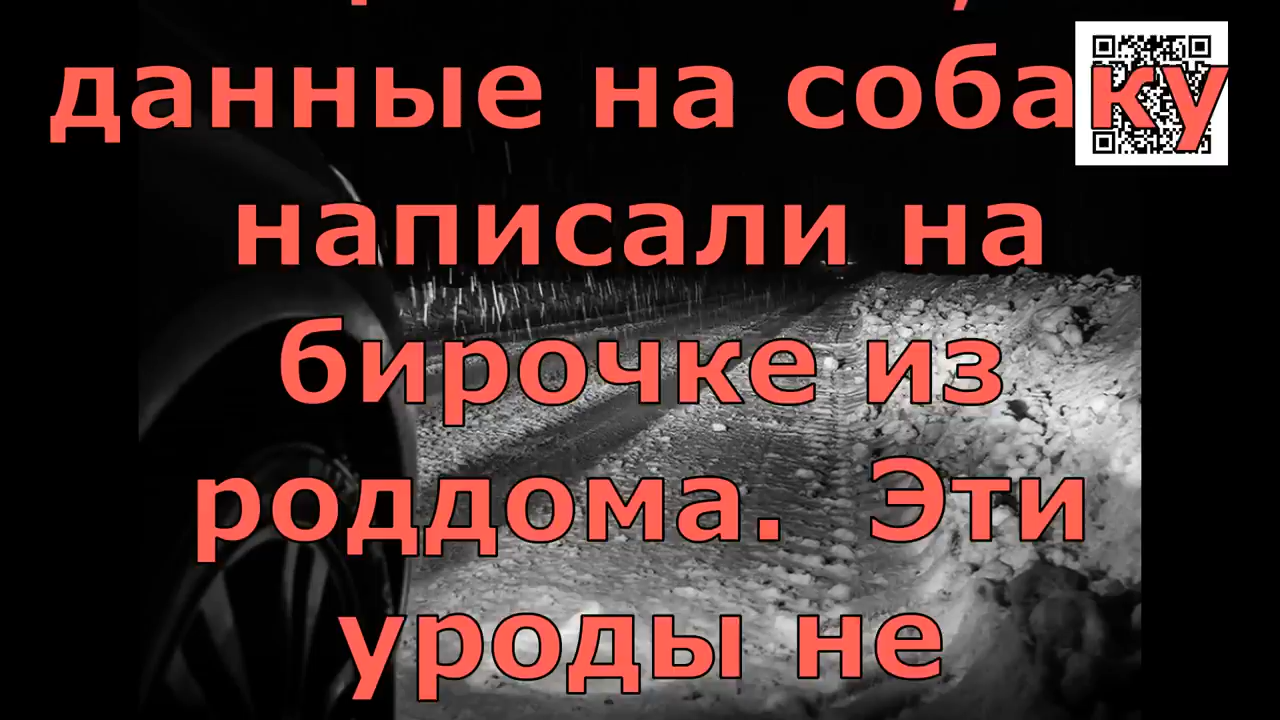 данные на собаку
написали на
бирочке из
роддома. Эти
уроды не